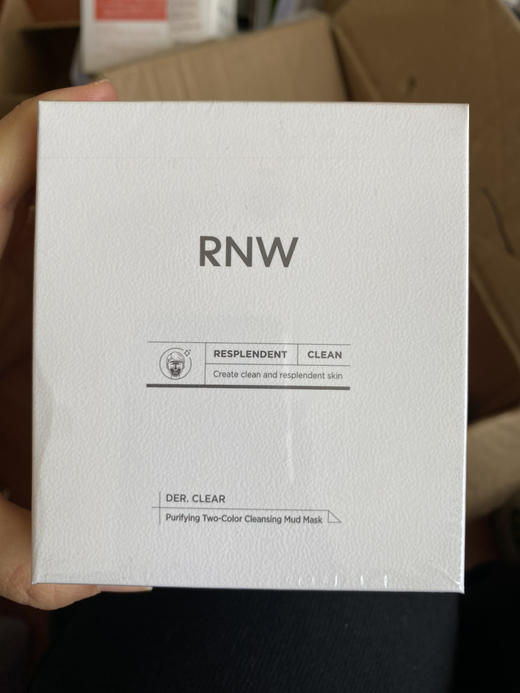 RNW
RESPLENDENT CLEAN
Create clean and resplendent skin
DER. CLEAR
Purifying Two-Color Cleansing Mud Mask